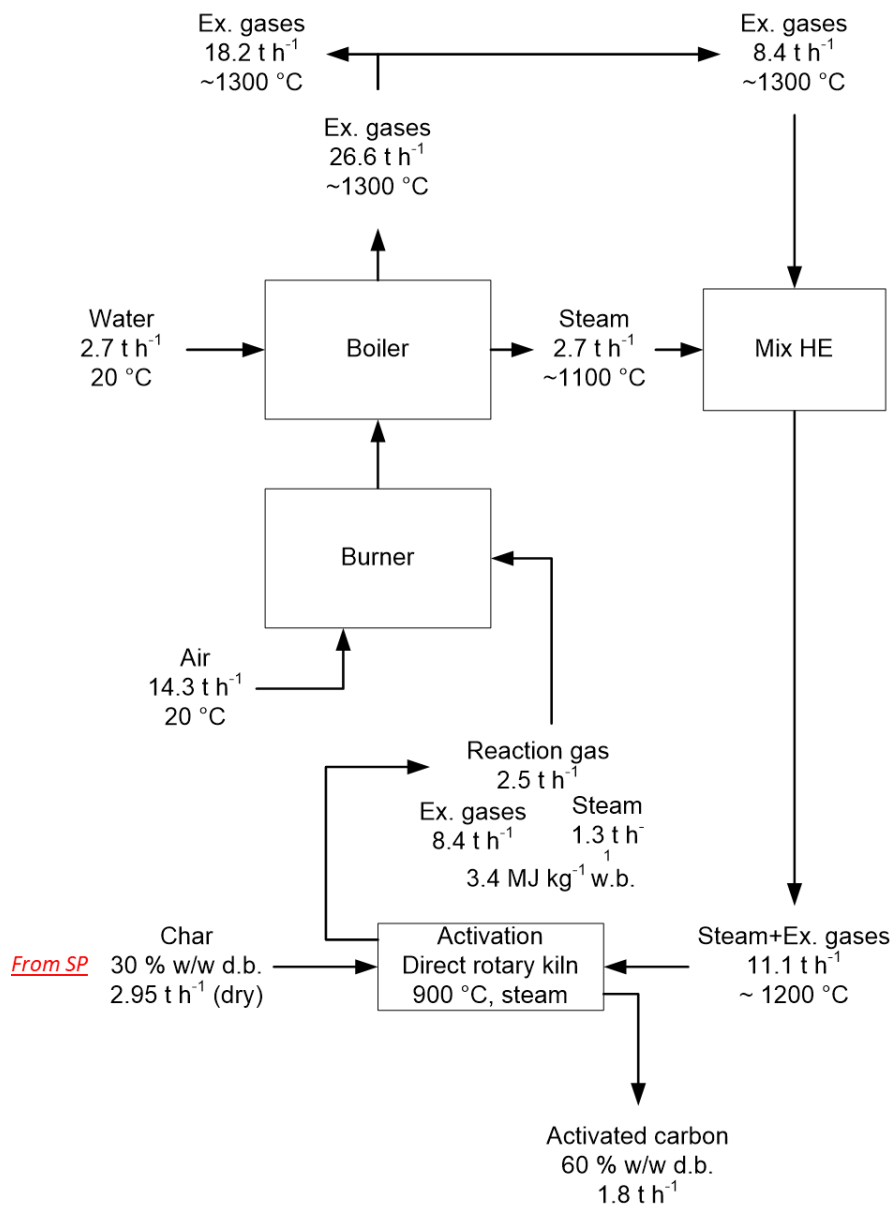 Ex. gases
18.2 t h⁻¹
~1300 °C
Ex. gases
8.4 t h⁻¹
~1300 °C
Ex. gases
26.6 t h⁻¹
~1300 °C
Water
2.7 t h⁻¹
20 °C
Boiler
Steam
2.7 t h⁻¹
~1100 °C
Mix HE
Burner
Air
14.3 t h⁻¹
20 °C
Reaction gas
2.5 t h⁻¹
Ex. gases
8.4 t h⁻¹
Steam
1.3 t h⁻
1
3.4 MJ kg⁻¹ w.b.
From SP
Char
30 % w/w d.b.
2.95 t h⁻¹ (dry)
Activation
Direct rotary kiln
900 °C, steam
Steam+Ex. gases
11.1 t h⁻¹
~ 1200 °C
Activated carbon
60 % w/w d.b.
1.8 t h⁻¹